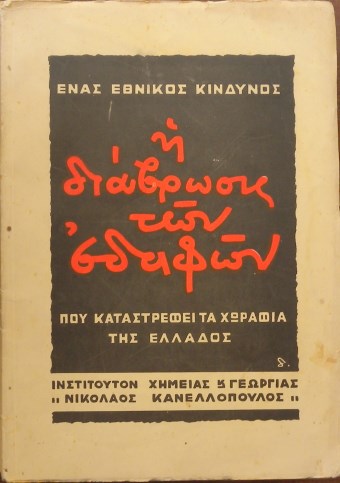 ΕΝΑΣ ΕΘΝΙΚΟΣ ΚΙΝΔΥΝΟΣ
ἡ
διάβρωσις
τῶν
ἐδαφῶν
ΠΟΥ ΚΑΤΑΣΤΡΕΦΕΙ ΤΑ ΧΩΡΑΦΙΑ
ΤΗΣ ΕΛΛΑΔΟΣ
ΙΝΣΤΙΤΟΥΤΟΝ ΧΗΜΕΙΑΣ ϗ ΓΕΩΡΓΙΑΣ
„ ΝΙΚΟΛΑΟΣ ΚΑΝΕΛΛΟΠΟΥΛΟΣ „